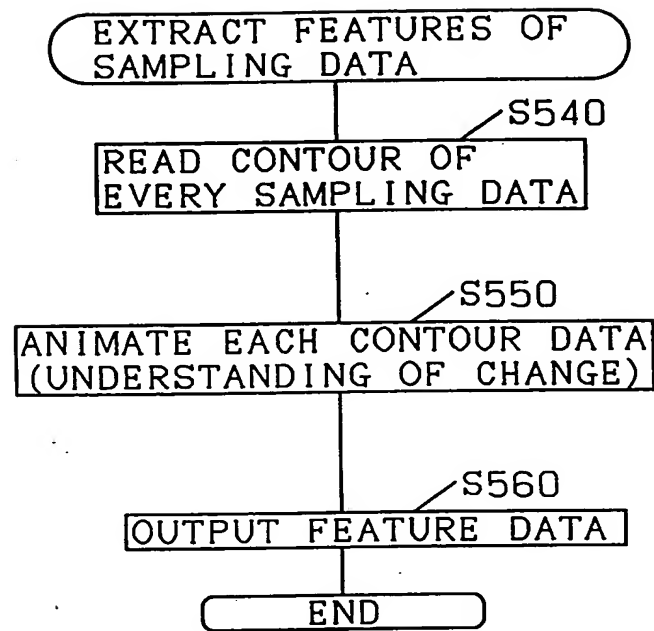 EXTRACT FEATURES OF
SAMPLING DATA
S540
READ CONTOUR OF
EVERY SAMPLING DATA
S550
ANIMATE EACH CONTOUR DATA
(UNDERSTANDING OF CHANGE)
S560
OUTPUT FEATURE DATA
END